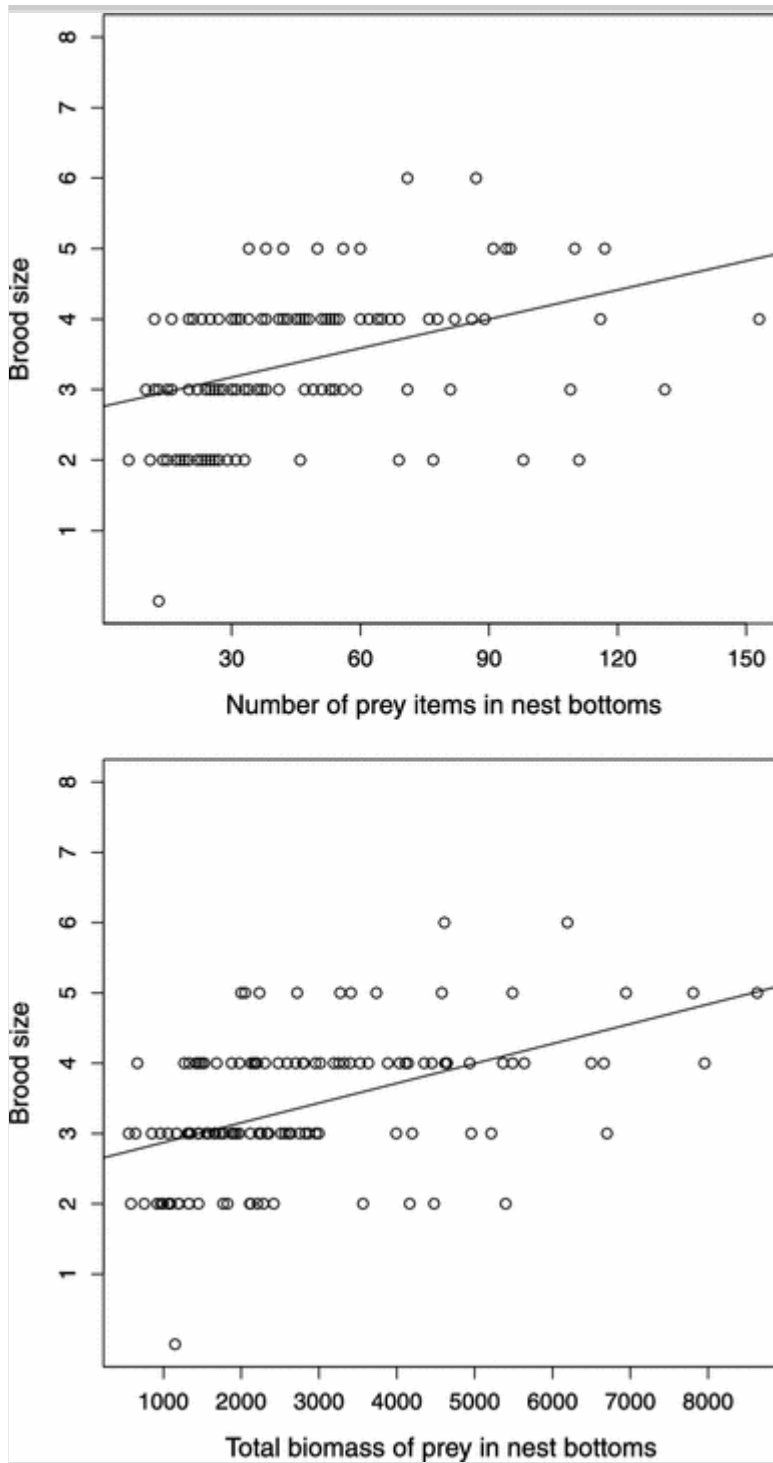 8
7
6
5
4
3
2
1
Brood size
30 60 90 120 150
Number of prey items in nest bottoms
8
7
6
5
4
3
2
1
Brood size
1000 2000 3000 4000 5000 6000 7000 8000
Total biomass of prey in nest bottoms